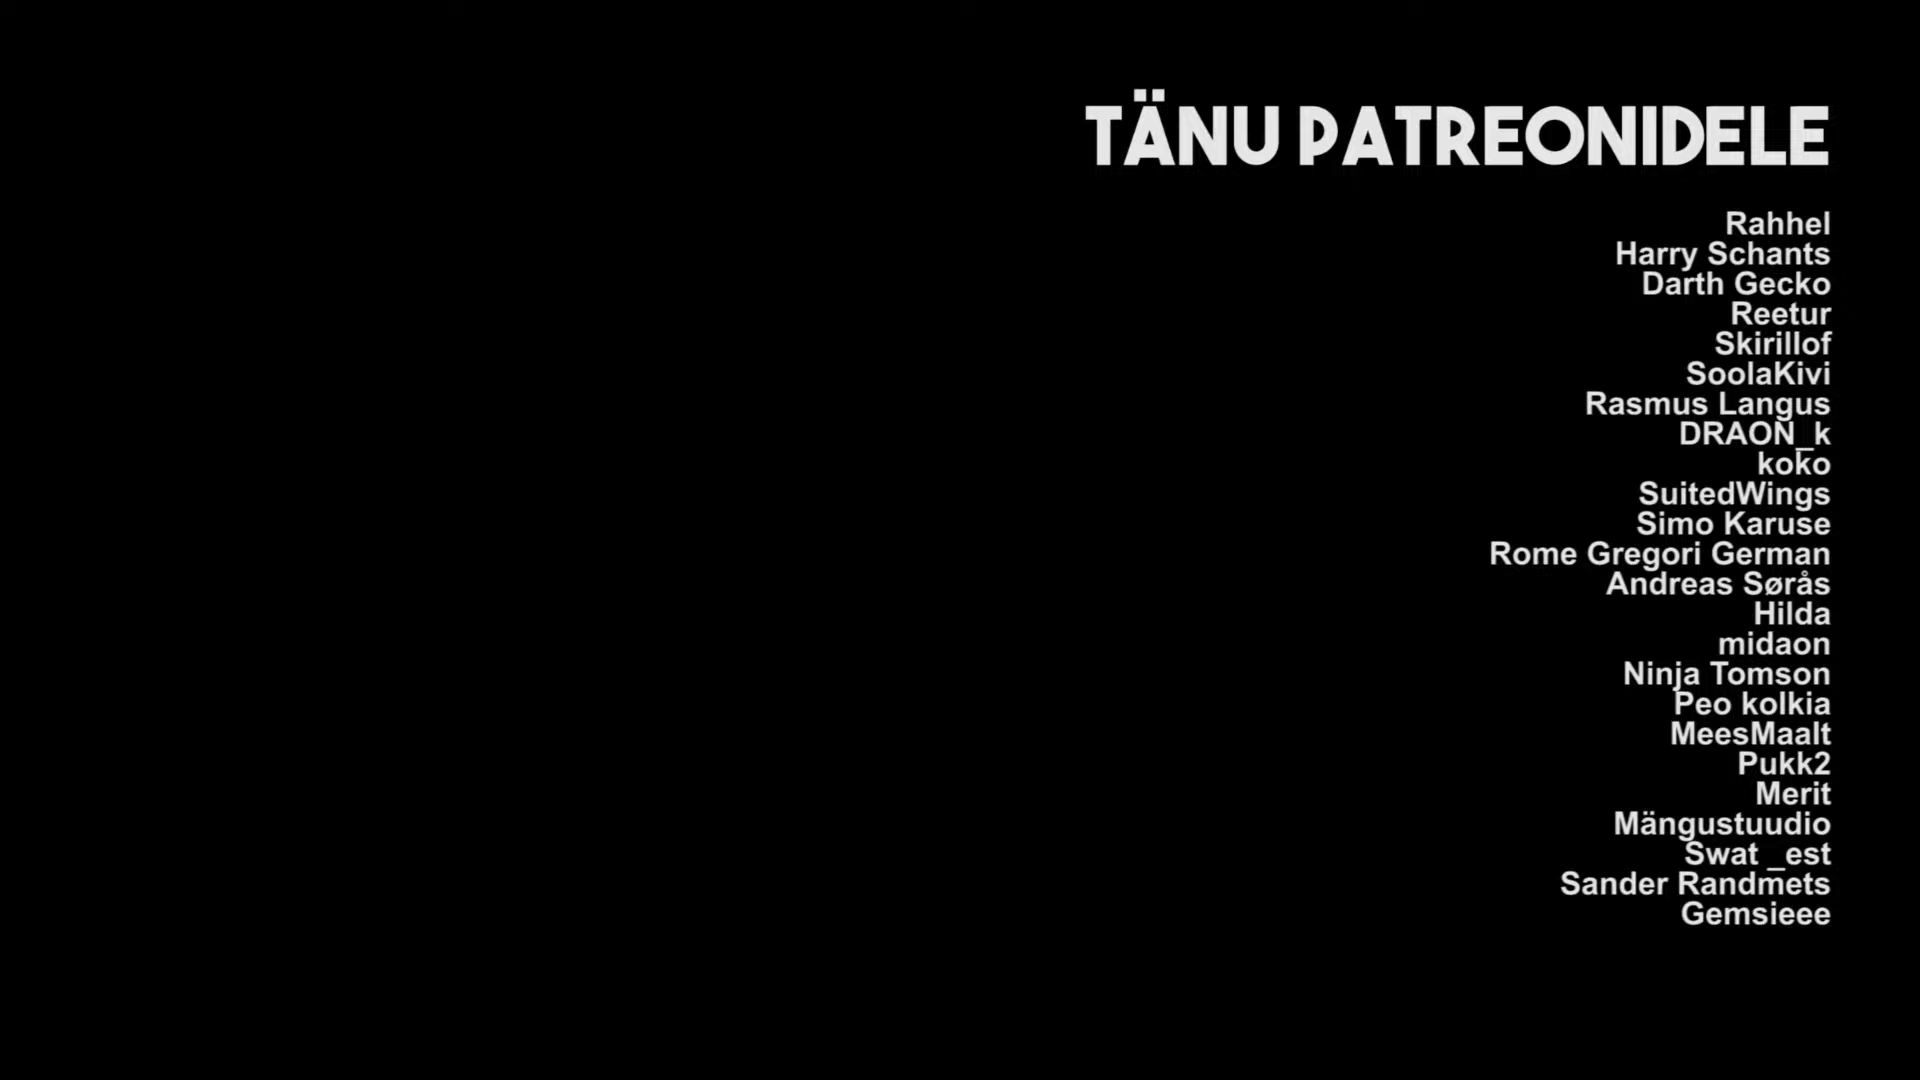 TÄNU PATREONIDELE
Rahhel
Harry Schants
Darth Gecko
Reetur
Skirillof
SoolaKivi
Rasmus Langus
DRAON_k
koko
SuitedWings
Simo Karuse
Rome Gregori German
Andreas Sørås
Hilda
midaon
Ninja Tomson
Peo kolkia
MeesMaalt
Pukk2
Merit
Mängustuudio
Swat _est
Sander Randmets
Gemsieee